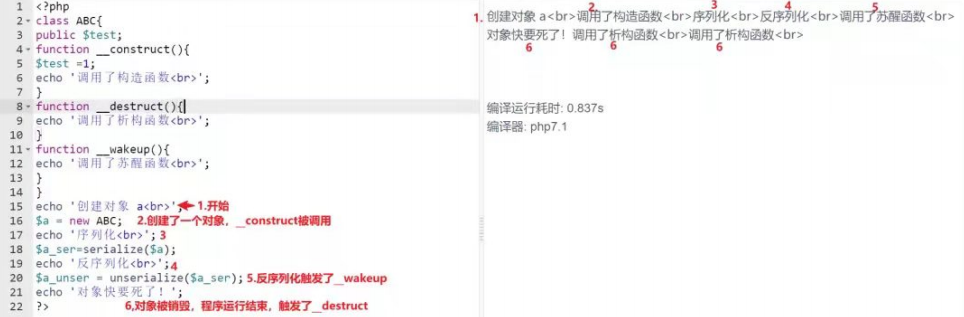 1 <?php
2 class ABC{
3 public $test;
4 function __construct(){
5 $test =1;
6 echo '调用了构造函数<br>';
7 }
8 function __destruct(){
9 echo '调用了析构函数<br>';
10 }
11 function __wakeup(){
12 echo '调用了苏醒函数<br>';
13 }
14 }
15 echo '创建对象 a<br>'; 1.开始
16 $a = new ABC; 2.创建了一个对象，__construct被调用
17 echo '序列化<br>'; 3
18 $a_ser=serialize($a);
19 echo '反序列化<br>'; 4
20 $a_unser = unserialize($a_ser); 5.反序列化触发了__wakeup
21 echo '对象快要死了！';
22 ?> 6,对象被销毁，程序运行结束，触发了__destruct
2 3 4 5
1. 创建对象 a<br>调用了构造函数<br>序列化<br>反序列化<br>调用了苏醒函数<br>
对象快要死了！调用了析构函数<br>调用了析构函数<br>
6 6 6
编译运行耗时: 0.837s
编译器: php7.1